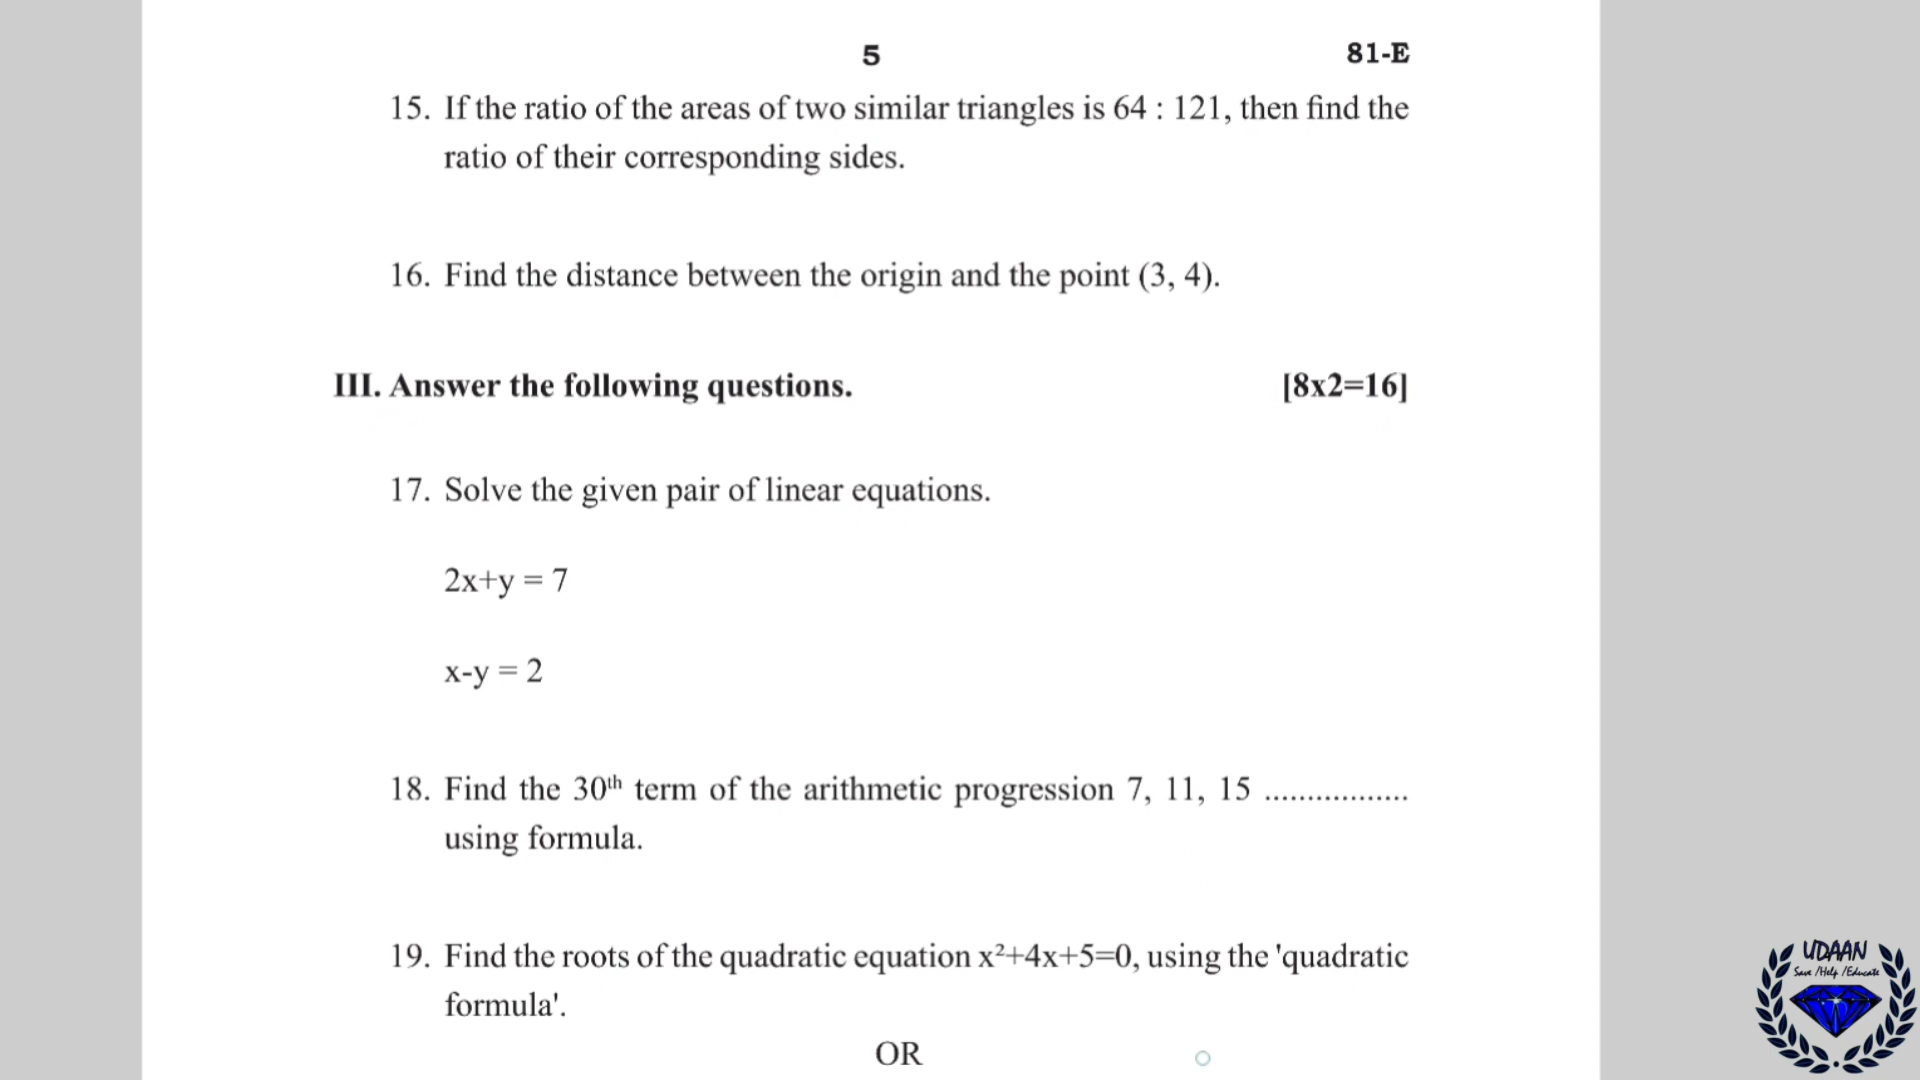 5 81-E
15. If the ratio of the areas of two similar triangles is 64 : 121, then find the
ratio of their corresponding sides.
16. Find the distance between the origin and the point (3, 4).
III. Answer the following questions. [8x2=16]
17. Solve the given pair of linear equations.
2x+y = 7
x-y = 2
18. Find the 30th term of the arithmetic progression 7, 11, 15 .................
using formula.
19. Find the roots of the quadratic equation x²+4x+5=0, using the 'quadratic
formula'.
OR
UDAAN
Save /Help /Educate